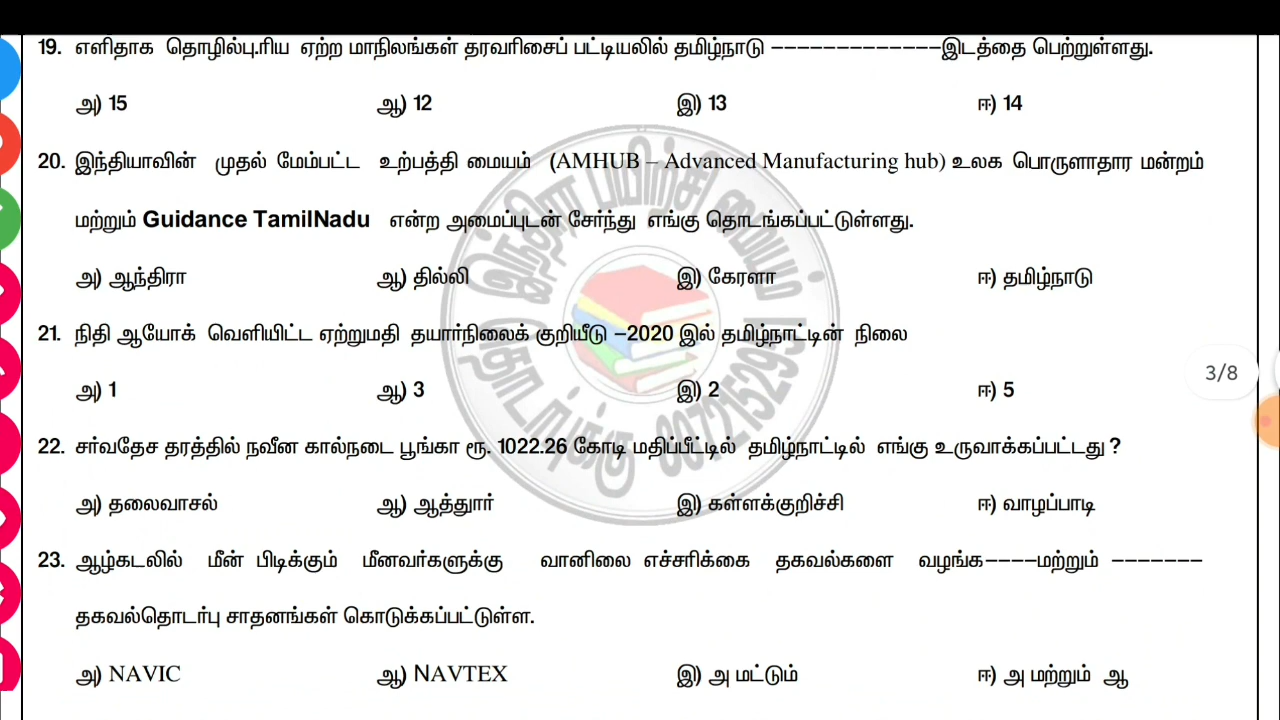 19. எளிதாக தொழில்பு.ரிய ஏற்ற மாநிலங்கள் தரவரிசைப் பட்டியலில் தமிழ்நாடு –––––––––––––இடத்தை பெற்றுள்ளது.
அ) 15 ஆ) 12 இ) 13 ஈ) 14
20. இந்தியாவின் முதல் மேம்பட்ட உற்பத்தி மையம் (AMHUB – Advanced Manufacturing hub) உலக பொருளாதார மன்றம்
மற்றும் Guidance TamilNadu என்ற அமைப்புடன் சேர்ந்து எங்கு தொடங்கப்பட்டுள்ளது.
அ) ஆந்திரா ஆ) தில்லி இ) கேரளா ஈ) தமிழ்நாடு
21. நிதி ஆயோக் வெளியிட்ட ஏற்றுமதி தயார்நிலைக் குறியீடு –2020 இல் தமிழ்நாட்டின் நிலை
அ) 1 ஆ) 3 இ) 2 ஈ) 5
3/8
22. சர்வதேச தரத்தில் நவீன கால்நடை பூங்கா ரூ. 1022.26 கோடி மதிப்பீட்டில் தமிழ்நாட்டில் எங்கு உருவாக்கப்பட்டது ?
அ) தலைவாசல் ஆ) ஆத்துார் இ) கள்ளக்குறிச்சி ஈ) வாழப்பாடி
23. ஆழ்கடலில் மீன் பிடிக்கும் மீனவர்களுக்கு வானிலை எச்சரிக்கை தகவல்களை வழங்க––––மற்றும் –––––––
தகவல்தொடர்பு சாதனங்கள் கொடுக்கப்பட்டுள்ள.
அ) NAVIC ஆ) NAVTEX இ) அ மட்டும் ஈ) அ மற்றும் ஆ